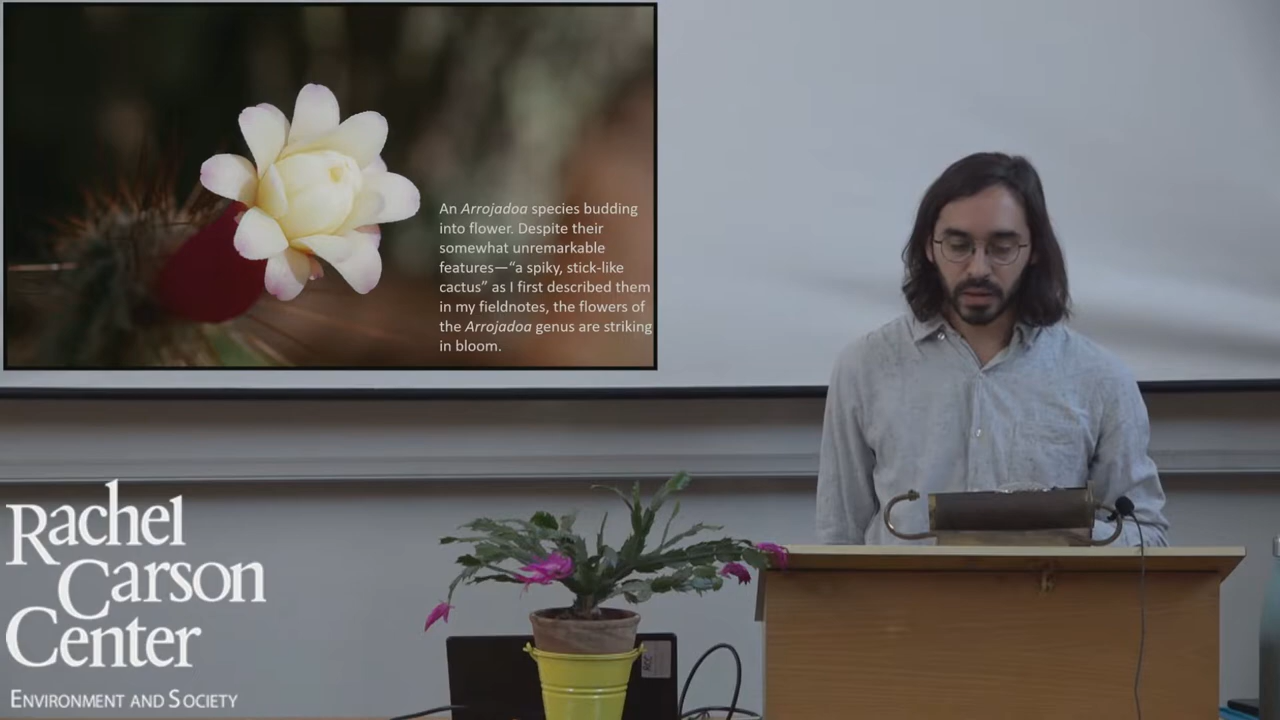 An Arrojadoa species budding
into flower. Despite their
somewhat unremarkable
features—“a spiky, stick-like
cactus” as I first described them
in my fieldnotes, the flowers of
the Arrojadoa genus are striking
in bloom.
Rachel
Carson
Center
ENVIRONMENT AND SOCIETY
RCC